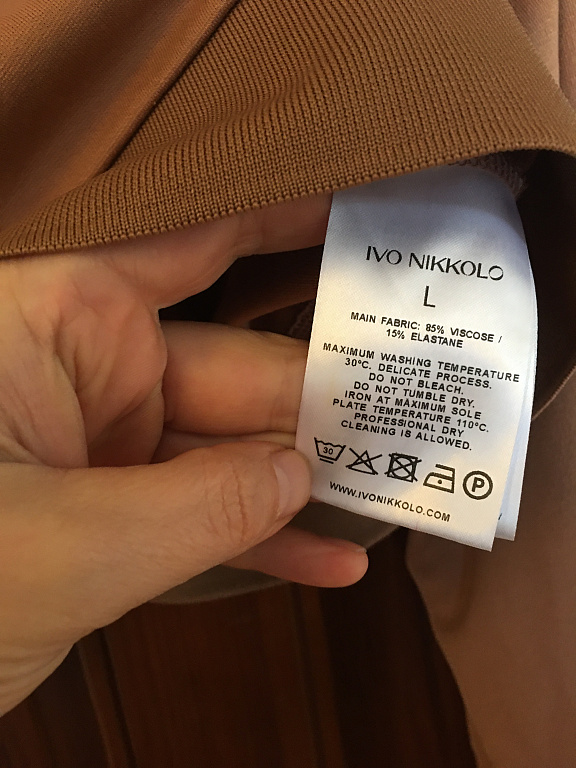 IVO NIKKOLO
L
MAIN FABRIC: 85% VISCOSE /
15% ELASTANE
MAXIMUM WASHING TEMPERATURE
30°C. DELICATE PROCESS.
DO NOT BLEACH.
DO NOT TUMBLE DRY.
IRON AT MAXIMUM SOLE
PLATE TEMPERATURE 110°C.
PROFESSIONAL DRY
CLEANING IS ALLOWED.
30 P
WWW.IVONIKKOLO.COM